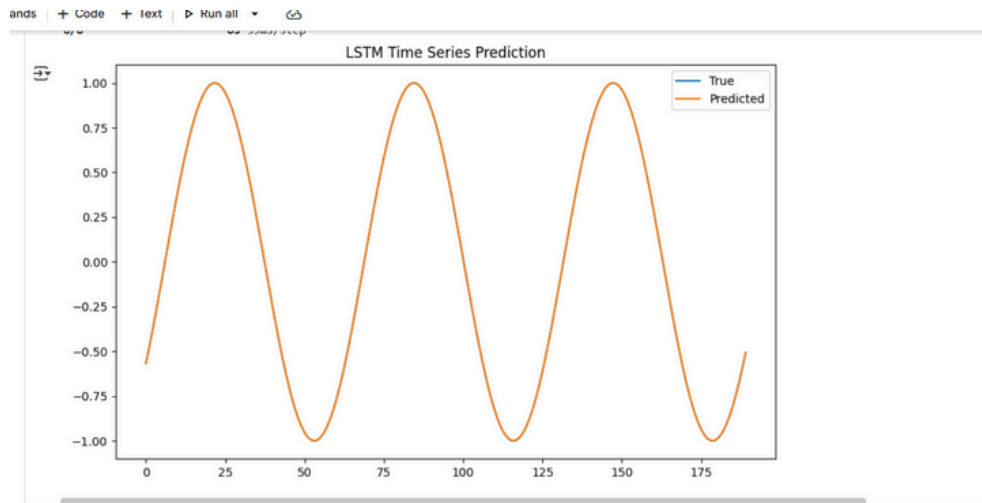 ands + Code + Text Run all
LSTM Time Series Prediction
True
Predicted
1.00
0.75
0.50
0.25
0.00
−0.25
−0.50
−0.75
−1.00
0 25 50 75 100 125 150 175